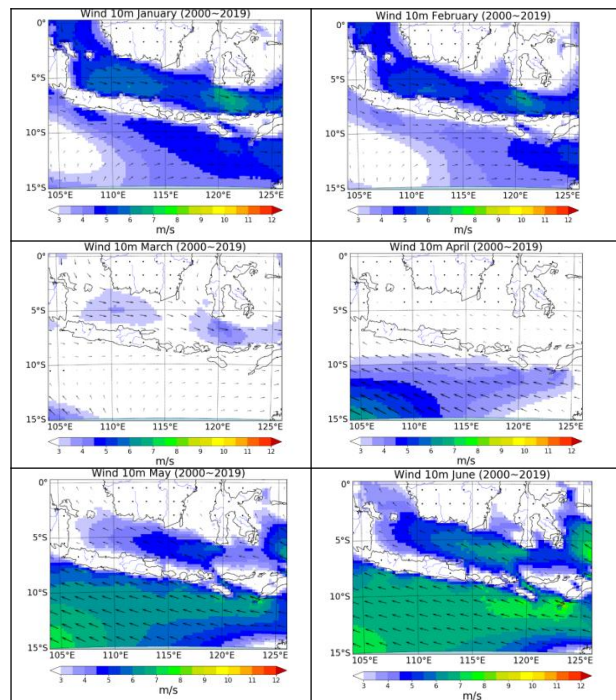 Wind 10m January (2000~2019)
0°
5°S
10°S
15°S
105°E 110°E 115°E 120°E 125°E
3 4 5 6 7 8 9 10 11 12
m/s
Wind 10m February (2000~2019)
0°
5°S
10°S
15°S
105°E 110°E 115°E 120°E 125°E
3 4 5 6 7 8 9 10 11 12
m/s
Wind 10m March (2000~2019)
0°
5°S
10°S
15°S
105°E 110°E 115°E 120°E 125°E
3 4 5 6 7 8 9 10 11 12
m/s
Wind 10m April (2000~2019)
0°
5°S
10°S
15°S
105°E 110°E 115°E 120°E 125°E
3 4 5 6 7 8 9 10 11 12
m/s
Wind 10m May (2000~2019)
0°
5°S
10°S
15°S
105°E 110°E 115°E 120°E 125°E
3 4 5 6 7 8 9 10 11 12
m/s
Wind 10m June (2000~2019)
0°
5°S
10°S
15°S
105°E 110°E 115°E 120°E 125°E
3 4 5 6 7 8 9 10 11 12
m/s